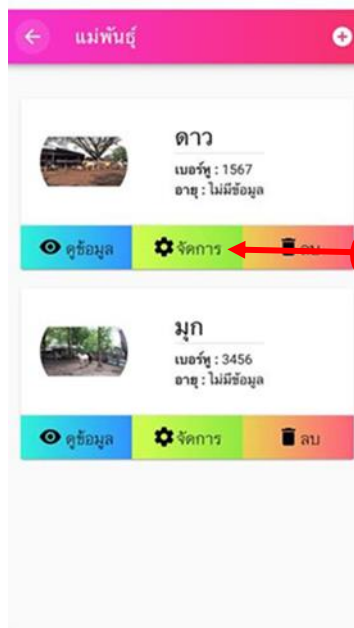 แม่พันธุ์
ดาว
เบอร์หู : 1567
อายุ : ไม่มีข้อมูล
ดูข้อมูล จัดการ ลบ
มุก
เบอร์หู : 3456
อายุ : ไม่มีข้อมูล
ดูข้อมูล จัดการ ลบ